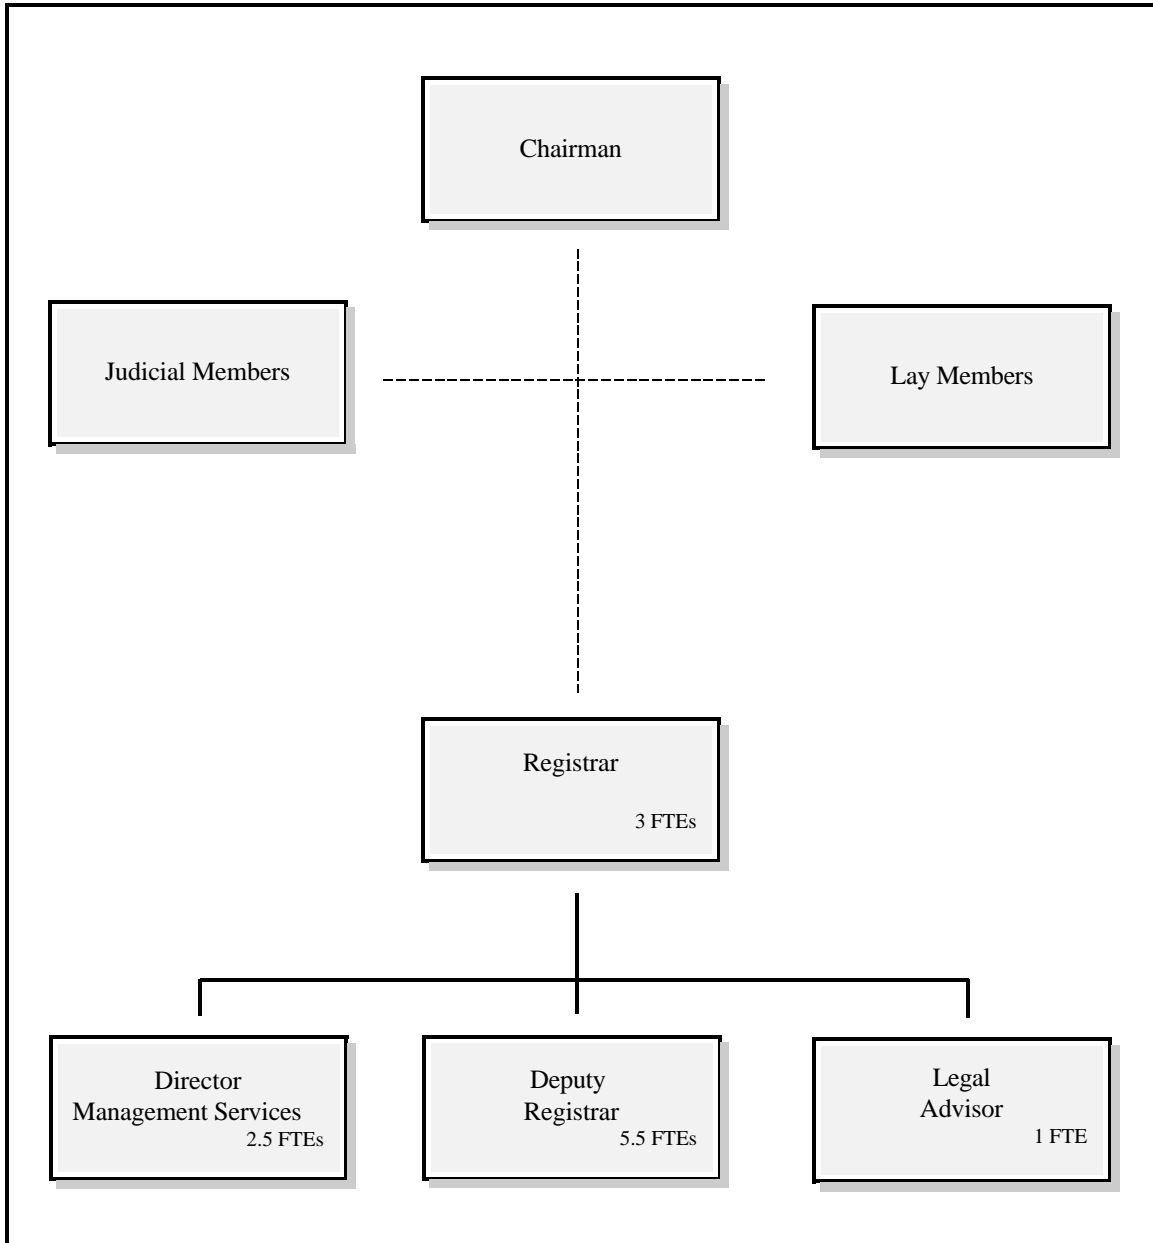 Chairman
Judicial Members
Lay Members
Registrar
3 FTEs
Director
Management Services
2.5 FTEs
Deputy
Registrar
5.5 FTEs
Legal
Advisor
1 FTE